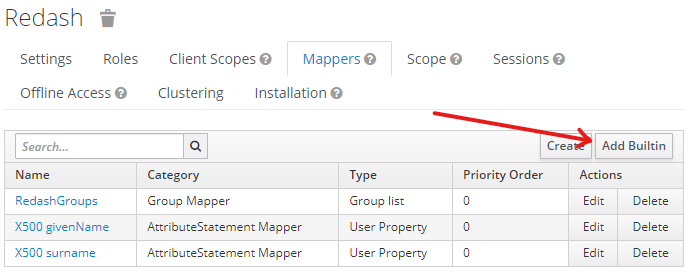 Redash
Settings Roles Client Scopes Mappers Scope Sessions
Offline Access Clustering Installation
Search... Create Add Builtin
Name Category Type Priority Order Actions
RedashGroups Group Mapper Group list 0 Edit Delete
X500 givenName AttributeStatement Mapper User Property 0 Edit Delete
X500 surname AttributeStatement Mapper User Property 0 Edit Delete